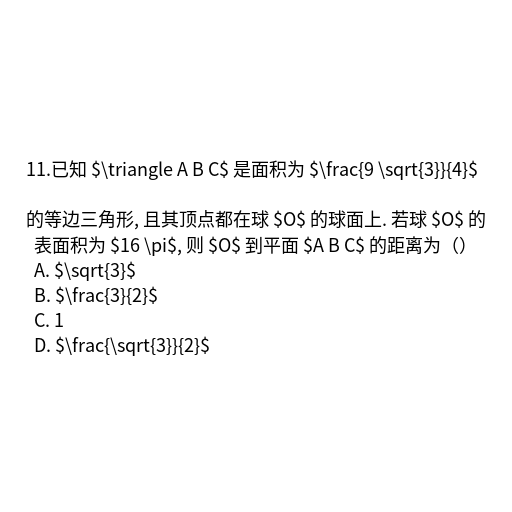 11.已知 $\triangle A B C$ 是面积为 $\frac{9 \sqrt{3}}{4}$
的等边三角形, 且其顶点都在球 $O$ 的球面上. 若球 $O$ 的
表面积为 $16 \pi$, 则 $O$ 到平面 $A B C$ 的距离为（）
A. $\sqrt{3}$
B. $\frac{3}{2}$
C. 1
D. $\frac{\sqrt{3}}{2}$